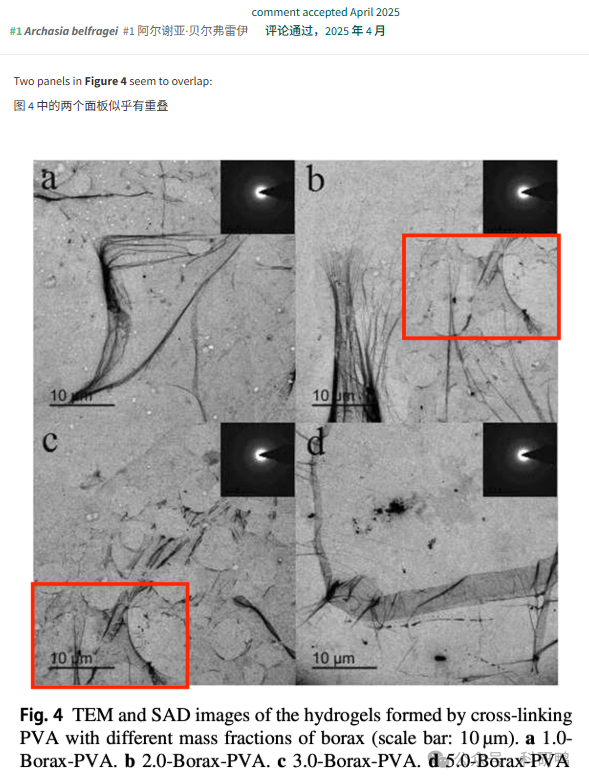 comment accepted April 2025
#1 Archasia belfragei #1 阿尔谢亚·贝尔弗雷伊 评论通过，2025 年 4 月
Two panels in Figure 4 seem to overlap:
图 4 中的两个面板似乎有重叠
a
b
10 μm
10 μm
c
d
10 μm
10 μm
Fig. 4 TEM and SAD images of the hydrogels formed by cross-linking
PVA with different mass fractions of borax (scale bar: 10 μm). a 1.0-
Borax-PVA. b 2.0-Borax-PVA. c 3.0-Borax-PVA. d 5.0-Borax-PVA
公众号